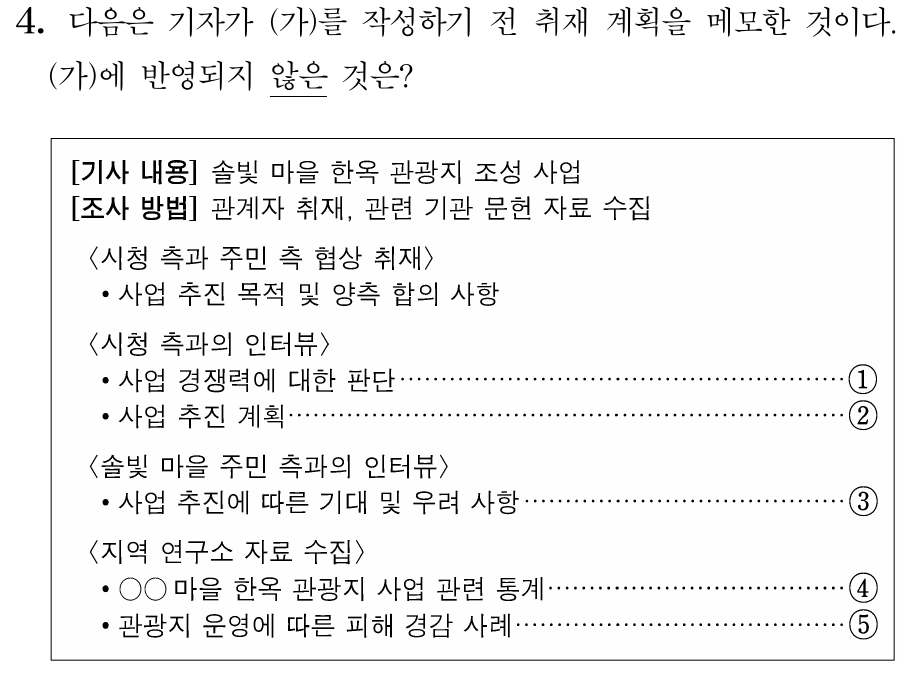 4. 다음은 기자가 (가)를 작성하기 전 취재 계획을 메모한 것이다.
(가)에 반영되지 않은 것은?
[기사 내용] 솔빛 마을 한옥 관광지 조성 사업
[조사 방법] 관계자 취재, 관련 기관 문헌 자료 수집
〈시청 측과 주민 측 협상 취재〉
• 사업 추진 목적 및 양측 합의 사항
〈시청 측과의 인터뷰〉
• 사업 경쟁력에 대한 판단 ························ ①
• 사업 추진 계획 ························ ②
〈솔빛 마을 주민 측과의 인터뷰〉
• 사업 추진에 따른 기대 및 우려 사항 ························ ③
〈지역 연구소 자료 수집〉
• ○○ 마을 한옥 관광지 사업 관련 통계 ························ ④
• 관광지 운영에 따른 피해 경감 사례 ························ ⑤